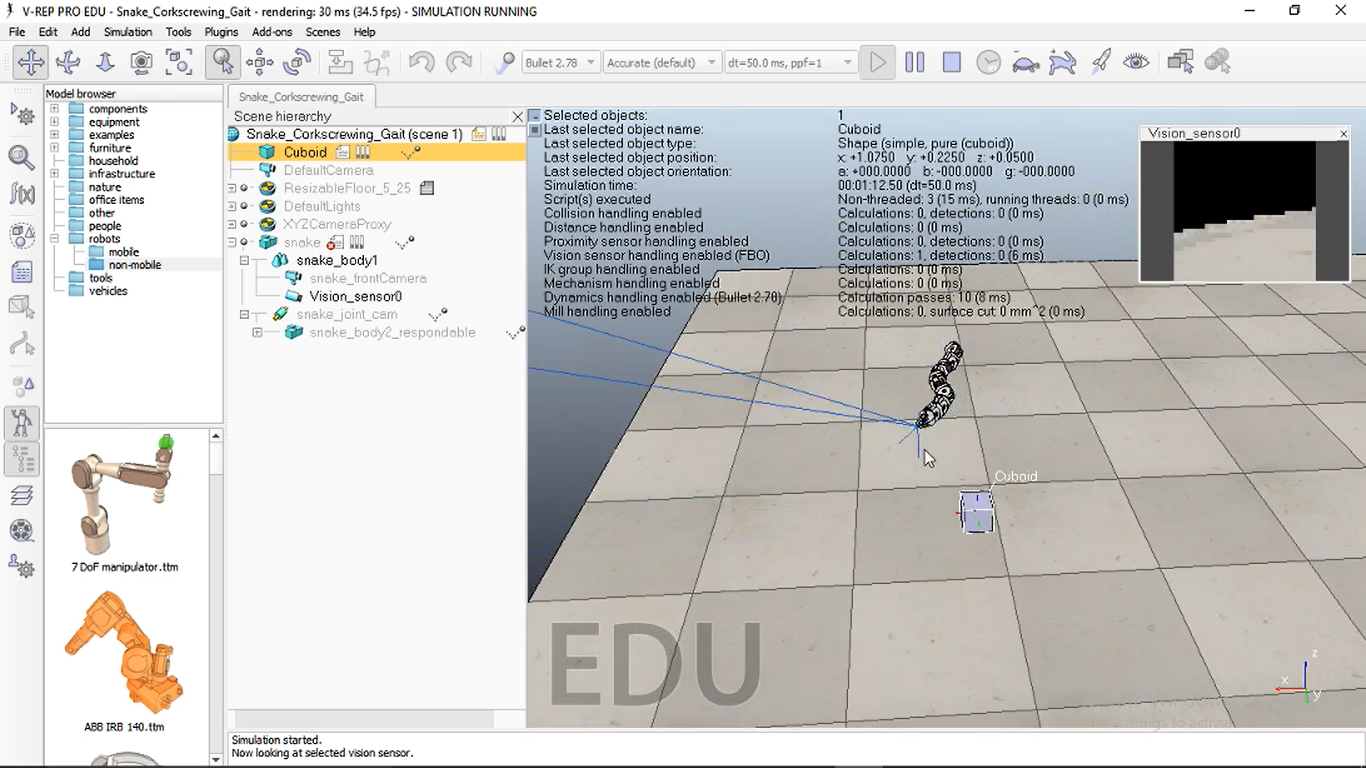 V-REP PRO EDU - Snake_Corkscrewing_Gait - rendering: 30 ms (34.5 fps) - SIMULATION RUNNING
File Edit Add Simulation Tools Plugins Add-ons Scenes Help
Bullet 2.78 Accurate (default) dt=50.0 ms, ppf=1
Model browser
components
equipment
examples
furniture
household
infrastructure
nature
office items
other
people
robots
mobile
non-mobile
tools
vehicles
7 DoF manipulator.ttm
ABB IRB 140.ttm
Snake_Corkscrewing_Gait
Scene hierarchy
Snake_Corkscrewing_Gait (scene 1)
Cuboid
DefaultCamera
ResizableFloor_5_25
DefaultLights
XYZCameraProxy
snake
snake_body1
snake_frontCamera
Vision_sensor0
snake_joint_cam
snake_body2_respondable
Selected objects: 1
Last selected object name: Cuboid
Last selected object type: Shape (simple, pure (cuboid))
Last selected object position: x: +1.0750 y: +0.2250 z: +0.0500
Last selected object orientation: a: +000.0000 b: -000.0000 g: -000.0000
Simulation time: 00:01:12.50 (dt=50.0 ms)
Script(s) executed Non-threaded: 3 (15 ms), running threads: 0 (0 ms)
Collision handling enabled Calculations: 0, detections: 0 (0 ms)
Distance handling enabled Calculations: 0 (0 ms)
Proximity sensor handling enabled Calculations: 0, detections: 0 (0 ms)
Vision sensor handling enabled (FBO) Calculations: 1, detections: 0 (6 ms)
IK group handling enabled Calculations: 0 (0 ms)
Mechanism handling enabled Calculations: 0 (0 ms)
Dynamics handling enabled (Bullet 2.78) Calculation passes: 10 (8 ms)
Mill handling enabled Calculations: 0, surface cut 0 mm^2 (0 ms)
Vision_sensor0
Cuboid
EDU
z
x
y
Simulation started.
Now looking at selected vision sensor.